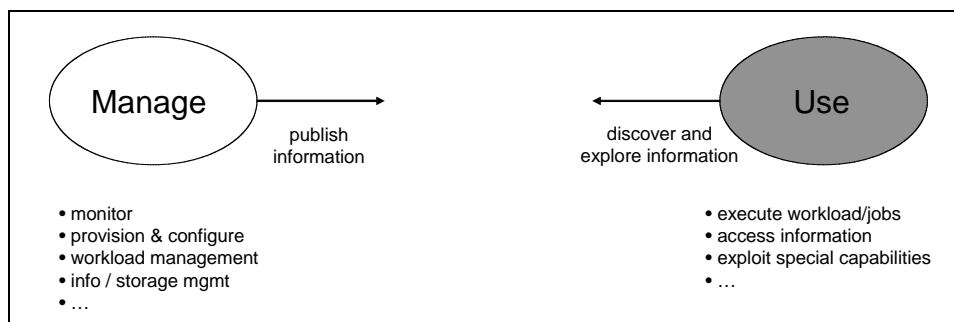 Manage
publish
information
• monitor
• provision & configure
• workload management
• info / storage mgmt
• …
Use
discover and
explore information
• execute workload/jobs
• access information
• exploit special capabilities
• …